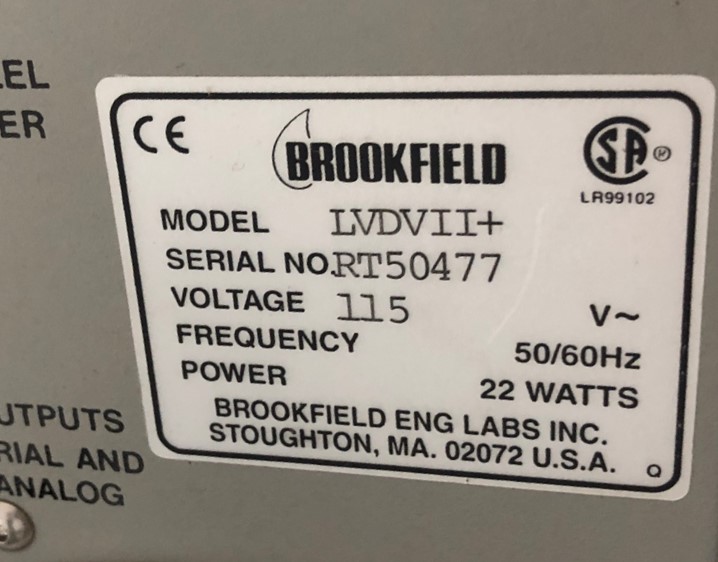 EL
ER
CE
BROOKFIELD
SA ®
LR99102
MODEL LVDVII+
SERIAL NO. RT50477
VOLTAGE 115 V~
FREQUENCY 50/60Hz
POWER 22 WATTS
BROOKFIELD ENG LABS INC.
STOUGHTON, MA. 02072 U.S.A. Q
UTPUTS
RIAL AND
ANALOG